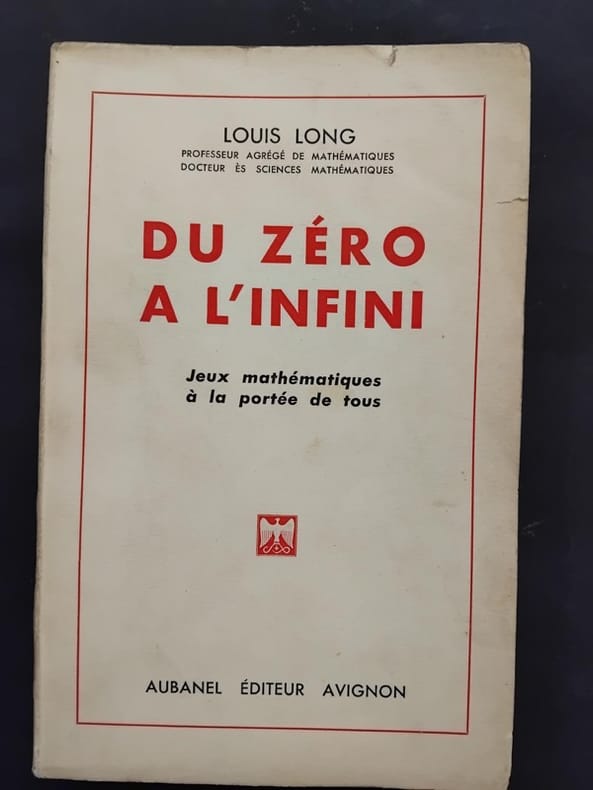 LOUIS LONG
PROFESSEUR AGRÉGÉ DE MATHÉMATIQUES
DOCTEUR ÈS SCIENCES MATHÉMATIQUES
DU ZÉRO
A L'INFINI
Jeux mathématiques
à la portée de tous
AUBANEL ÉDITEUR AVIGNON